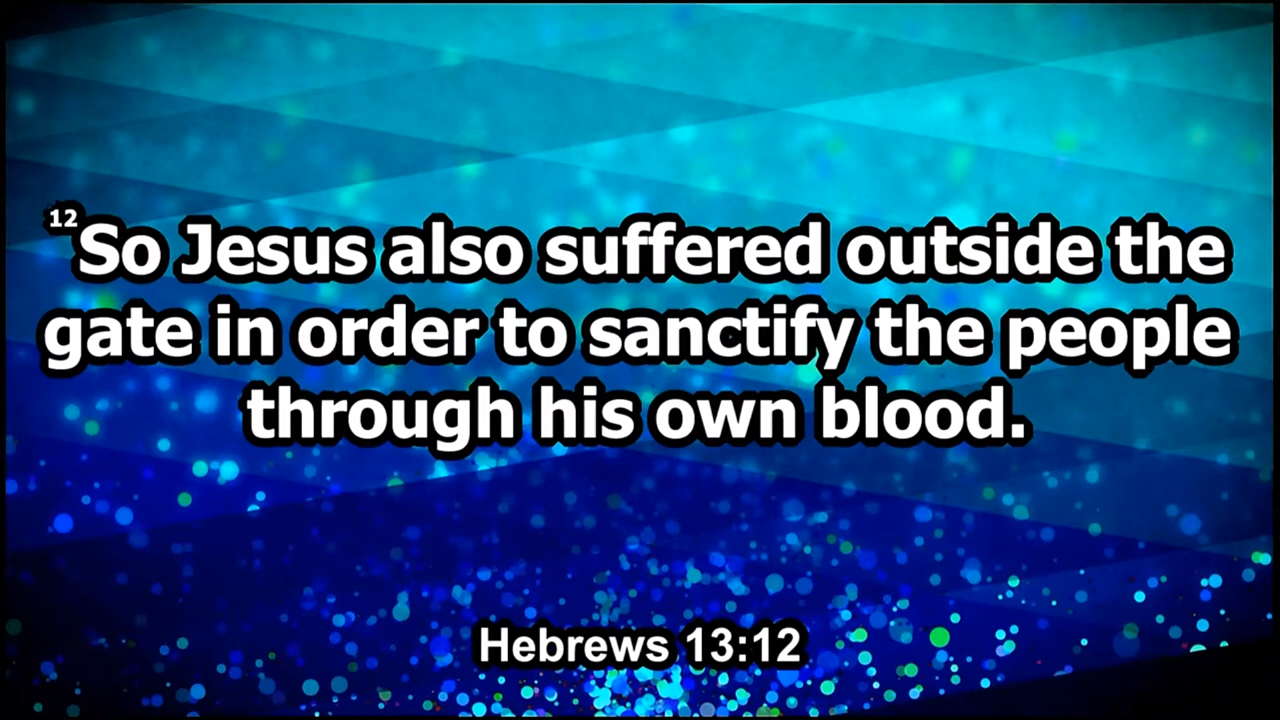 12So Jesus also suffered outside the
gate in order to sanctify the people
through his own blood.
Hebrews 13:12